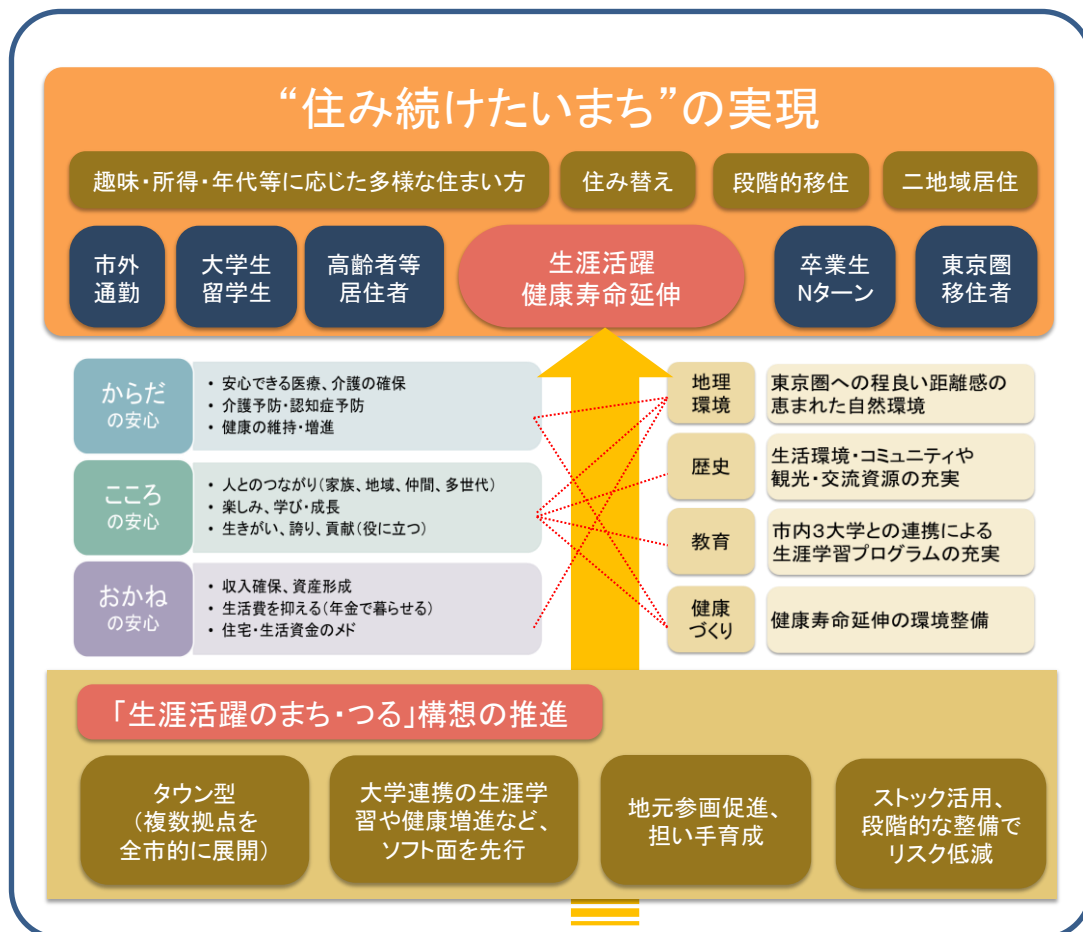 “住み続けたいまち”の実現
趣味・所得・年代等に応じた多様な住まい方
住み替え
段階的移住
二地域居住
市外
通勤
大学生
留学生
高齢者等
居住者
生涯活躍
健康寿命延伸
卒業生
Nターン
東京圏
移住者
からだ
の安心
• 安心できる医療、介護の確保
• 介護予防・認知症予防
• 健康の維持・増進
こころ
の安心
• 人とのつながり(家族、地域、仲間、多世代)
• 楽しみ、学び・成長
• 生きがい、誇り、貢献(役に立つ)
おかね
の安心
• 収入確保、資産形成
• 生活費を抑える(年金で暮らせる)
• 住宅・生活資金のメド
地理
環境
東京圏への程良い距離感の
恵まれた自然環境
歴史
生活環境・コミュニティや
観光・交流資源の充実
教育
市内3大学との連携による
生涯学習プログラムの充実
健康
づくり
健康寿命延伸の環境整備
「生涯活躍のまち・つる」構想の推進
タウン型
(複数拠点を
全市的に展開)
大学連携の生涯学
習や健康増進など、
ソフト面を先行
地元参画促進、
担い手育成
ストック活用、
段階的な整備で
リスク低減